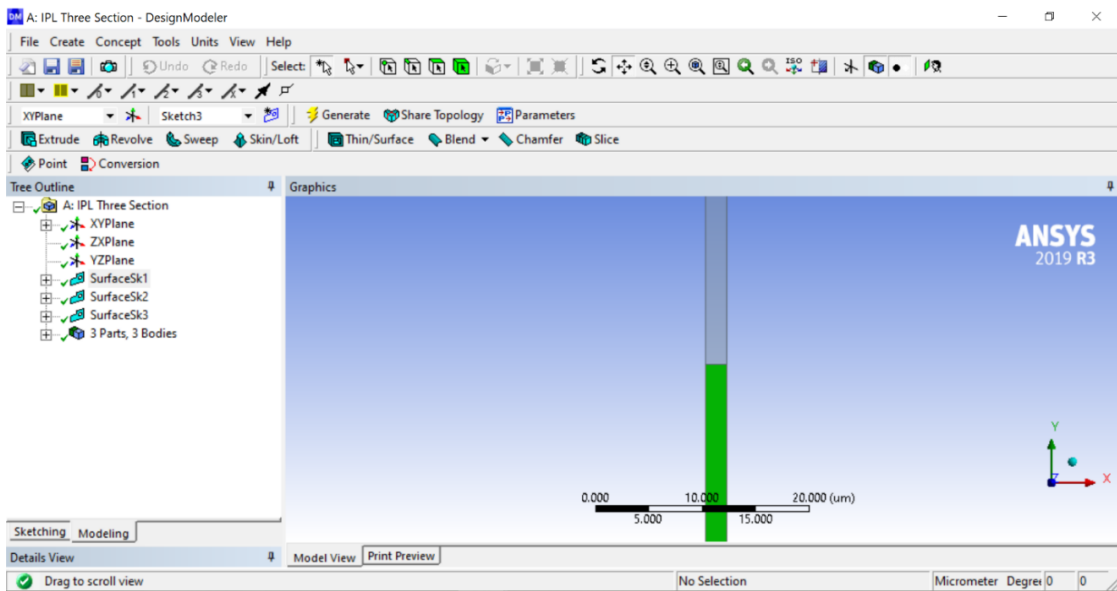 DM A: IPL Three Section - DesignModeler
File Create Concept Tools Units View Help
Undo Redo Select: ISO
XYPlane Sketch3 Generate Share Topology Parameters
Extrude Revolve Sweep Skin/Loft Thin/Surface Blend Chamfer Slice
Point Conversion
Tree Outline
A: IPL Three Section
XYPlane
ZXPlane
YZPlane
SurfaceSk1
SurfaceSk2
SurfaceSk3
3 Parts, 3 Bodies
Sketching Modeling
Details View
Graphics
ANSYS
2019 R3
Y
X
0.000 10.000 20.000 (um)
5.000 15.000
Model View Print Preview
Drag to scroll view No Selection Micrometer Degree 0 0